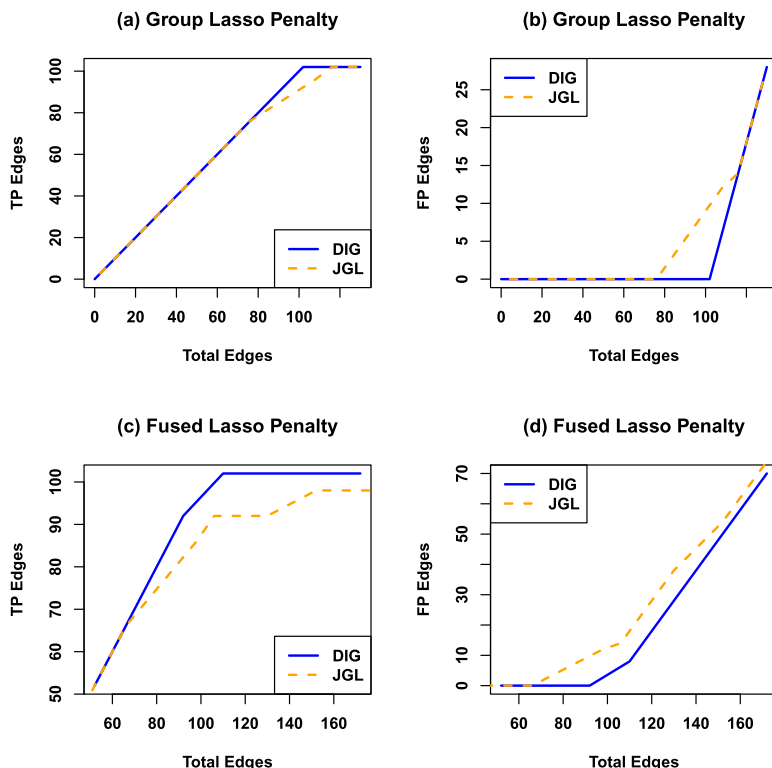 (a) Group Lasso Penalty
TP Edges
100
80
60
40
20
0
DIG
JGL
0 20 40 60 80 100
Total Edges
(b) Group Lasso Penalty
FP Edges
25
20
15
10
5
0
DIG
JGL
0 20 40 60 80 100
Total Edges
(c) Fused Lasso Penalty
TP Edges
100
90
80
70
60
50
DIG
JGL
60 80 100 120 140 160
Total Edges
(d) Fused Lasso Penalty
FP Edges
70
50
30
10
0
DIG
JGL
60 80 100 120 140 160
Total Edges